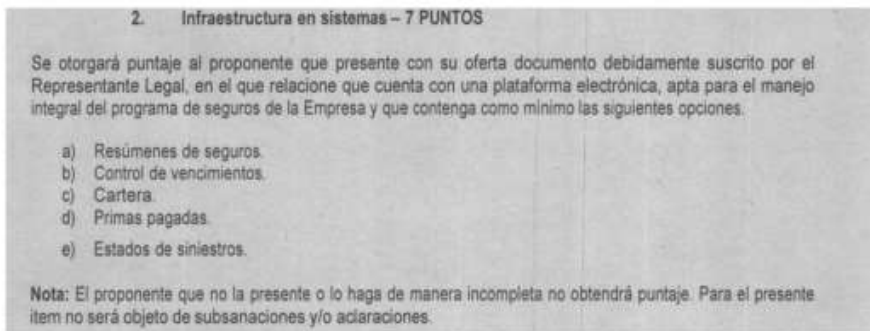 2. Infraestructura en sistemas – 7 PUNTOS
Se otorgará puntaje al proponente que presente con su oferta documento debidamente suscrito por el
Representante Legal, en el que relacione que cuenta con una plataforma electrónica, apta para el manejo
integral del programa de seguros de la Empresa y que contenga como mínimo las siguientes opciones.
a) Resúmenes de seguros.
b) Control de vencimientos.
c) Cartera.
d) Primas pagadas.
e) Estados de siniestros.
Nota: El proponente que no la presente o lo haga de manera incompleta no obtendrá puntaje. Para el presente
item no será objeto de subsanaciones y/o aclaraciones.